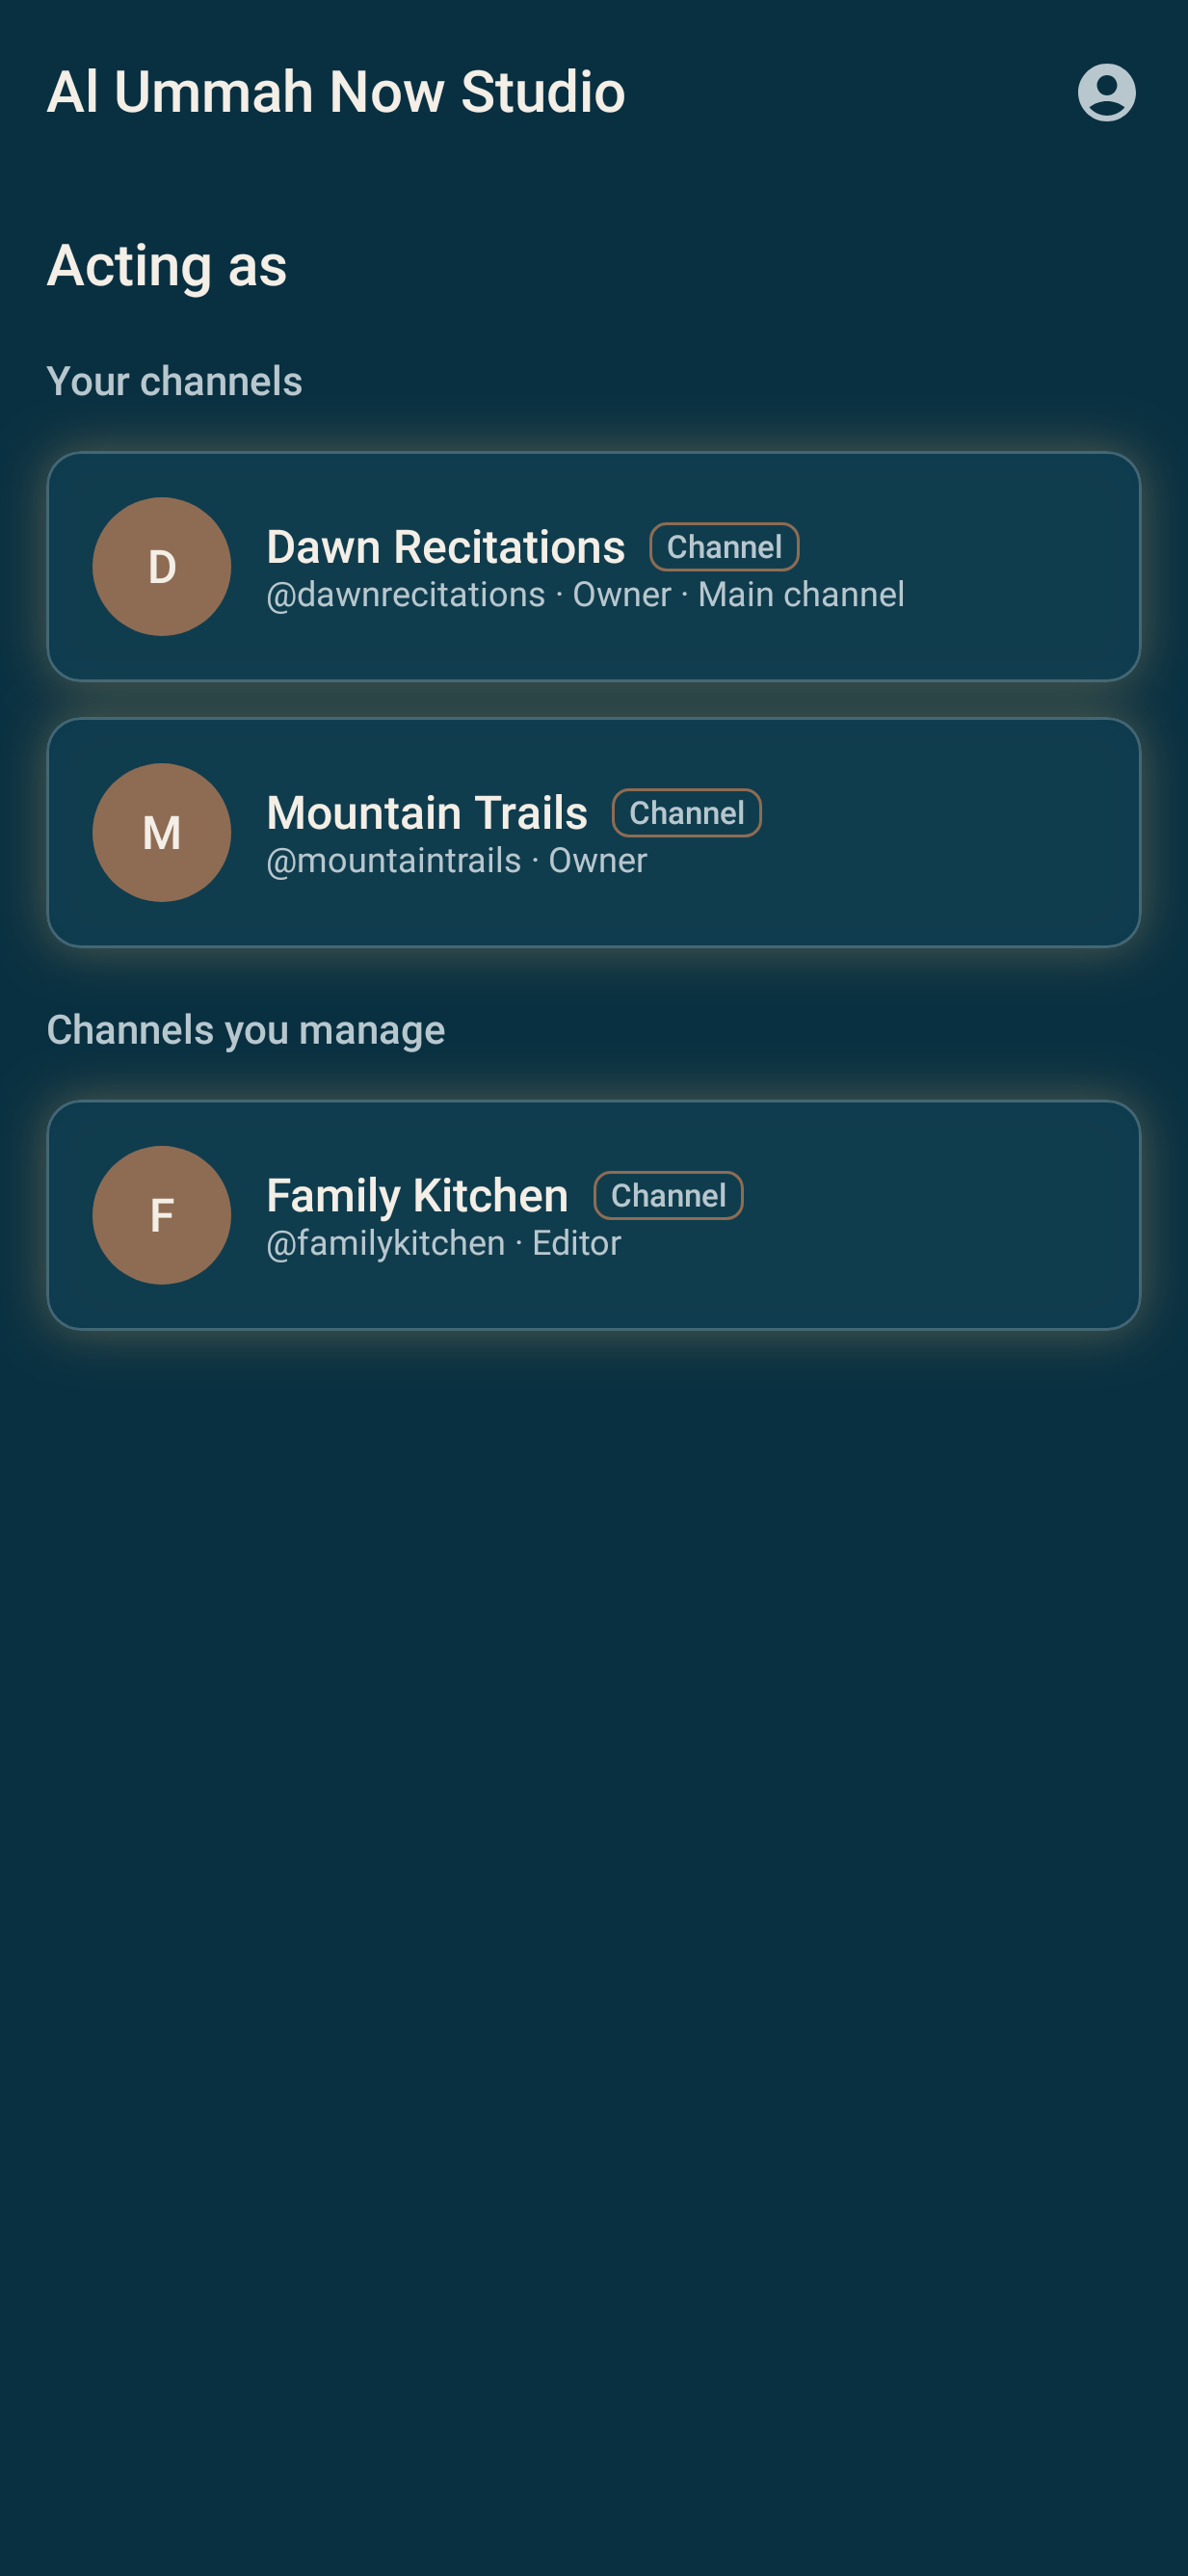 Al Ummah Now Studio
Acting as
Your channels
D
Dawn Recitations Channel
@dawnrecitations · Owner · Main channel
M
Mountain Trails Channel
@mountaintrails · Owner
Channels you manage
F
Family Kitchen Channel
@familykitchen · Editor